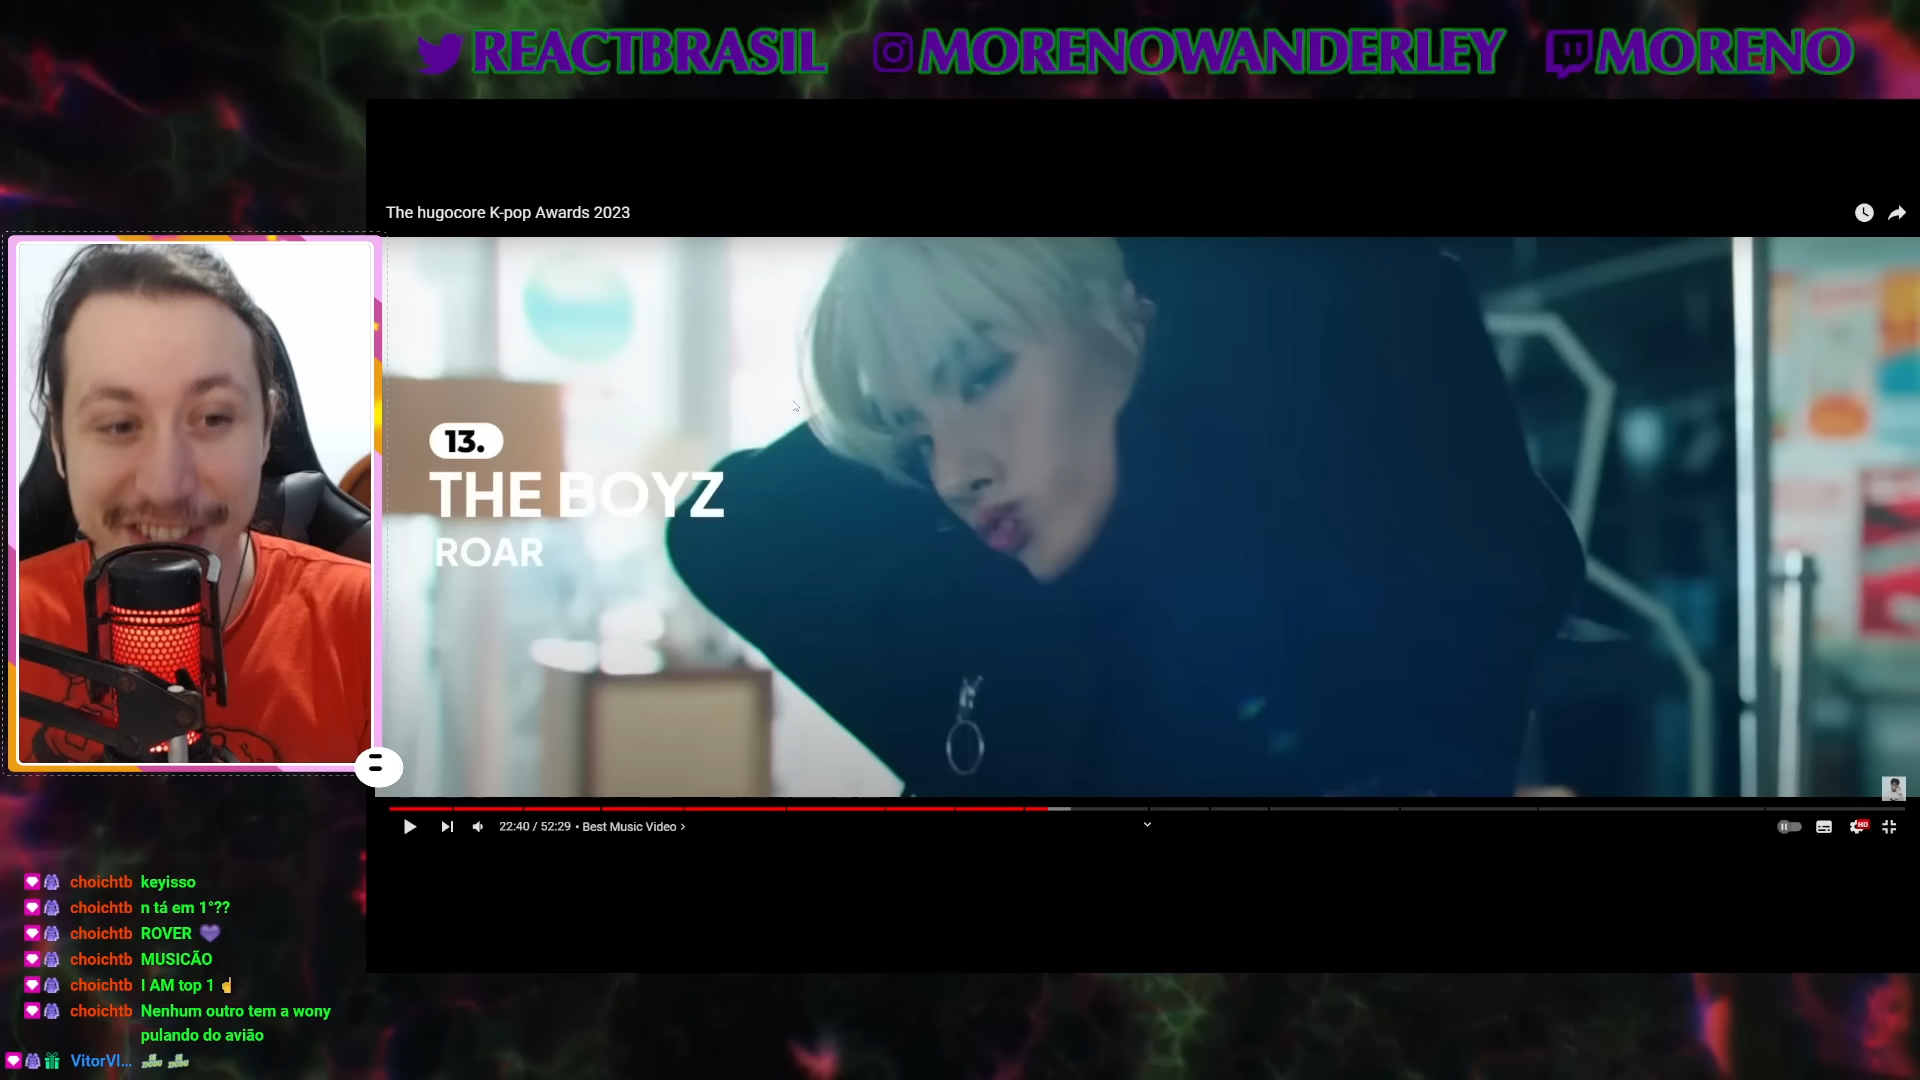 REACTBRASIL MORENOWANDERLEY MORENO
The hugocore K-pop Awards 2023
13.
THE BOYZ
ROAR
22:40 / 52:29 • Best Music Video >
HD
choichtb keyisso
choichtb n tá em 1°??
choichtb ROVER 💜
choichtb MUSICÃO
choichtb I AM top 1 ☝
choichtb Nenhum outro tem a wony
pulando do avião
VitorVl...